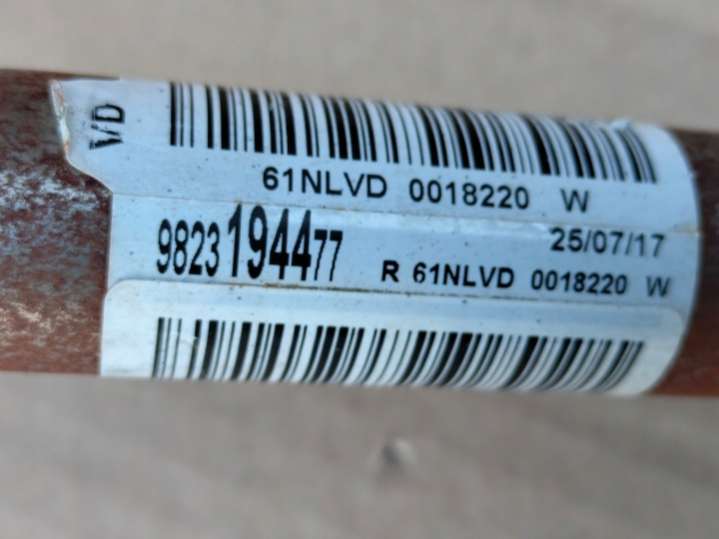 VD
61NLVD 0018220 W
25/07/17
9823194477
R 61NLVD 0018220 W